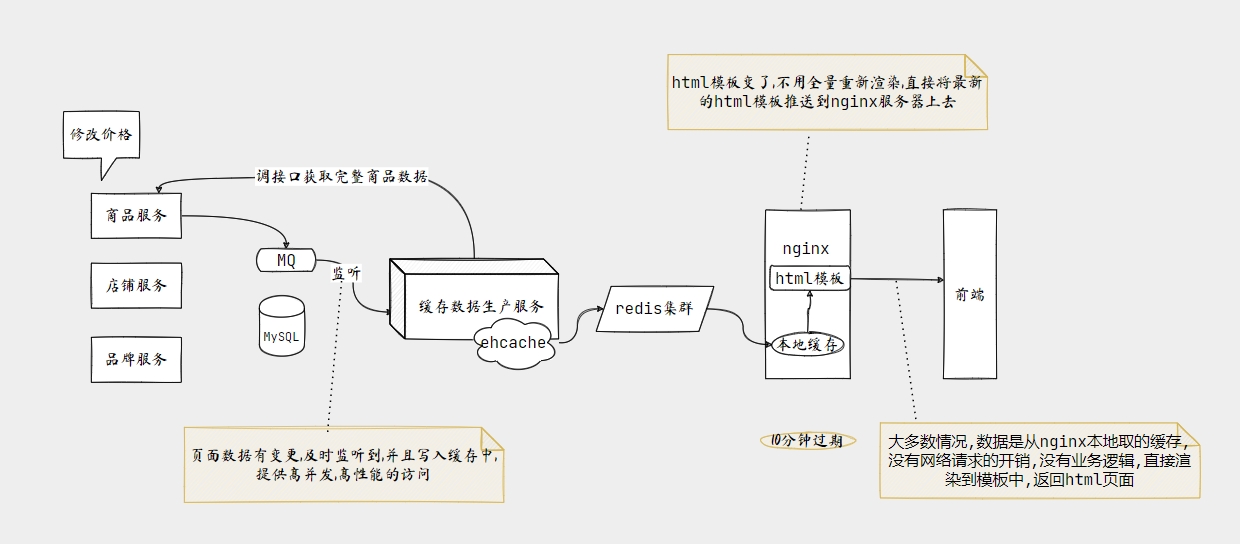 html模板变了,不用全量重新渲染,直接将最新
的html模板推送到nginx服务器上去
修改价格
调接口获取完整商品数据
商品服务
nginx
MQ
监听
html模板
店铺服务
缓存数据生产服务
redis集群
前端
MySQL
ehcache
本地缓存
品牌服务
10分钟过期
大多数情况,数据是从nginx本地取的缓存,
没有网络请求的开销,没有业务逻辑,直接渲
染到模板中,返回html页面
页面数据有变更,及时监听到,并且写入缓存中,
提供高并发,高性能的访问